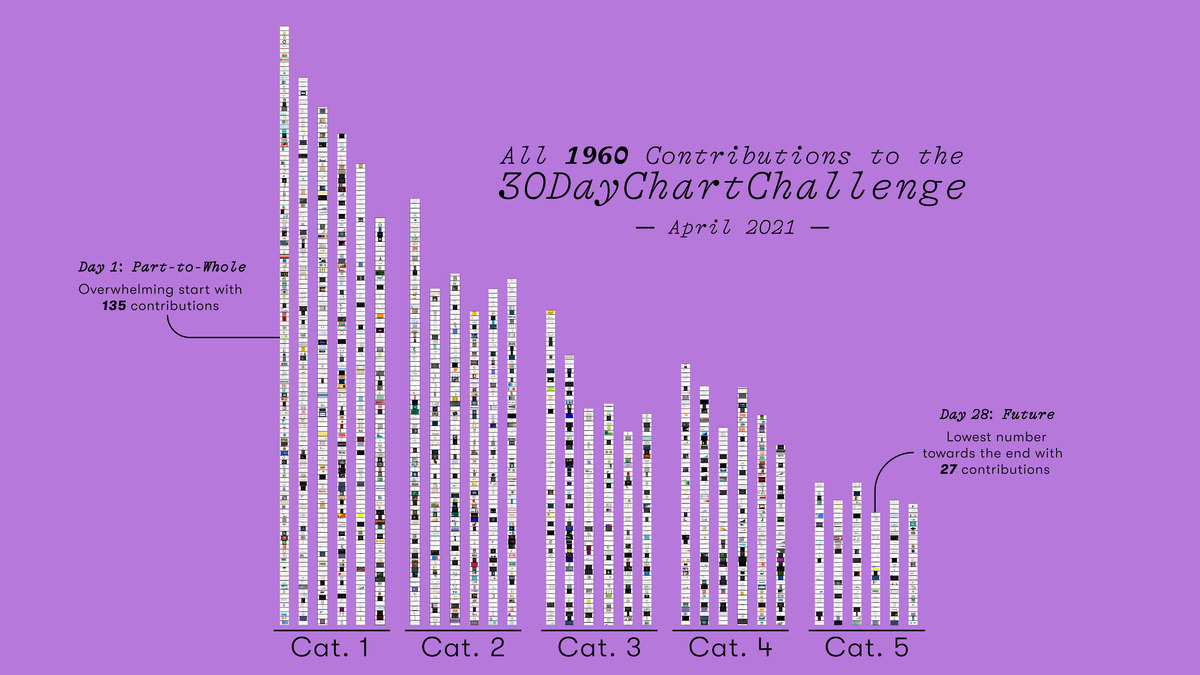 All 1960 Contributions to the
30DayChartChallenge
— April 2021 —
Day 1: Part-to-Whole
Overwhelming start with
135 contributions
Day 28: Future
Lowest number
towards the end with
27 contributions
Cat. 1
Cat. 2
Cat. 3
Cat. 4
Cat. 5